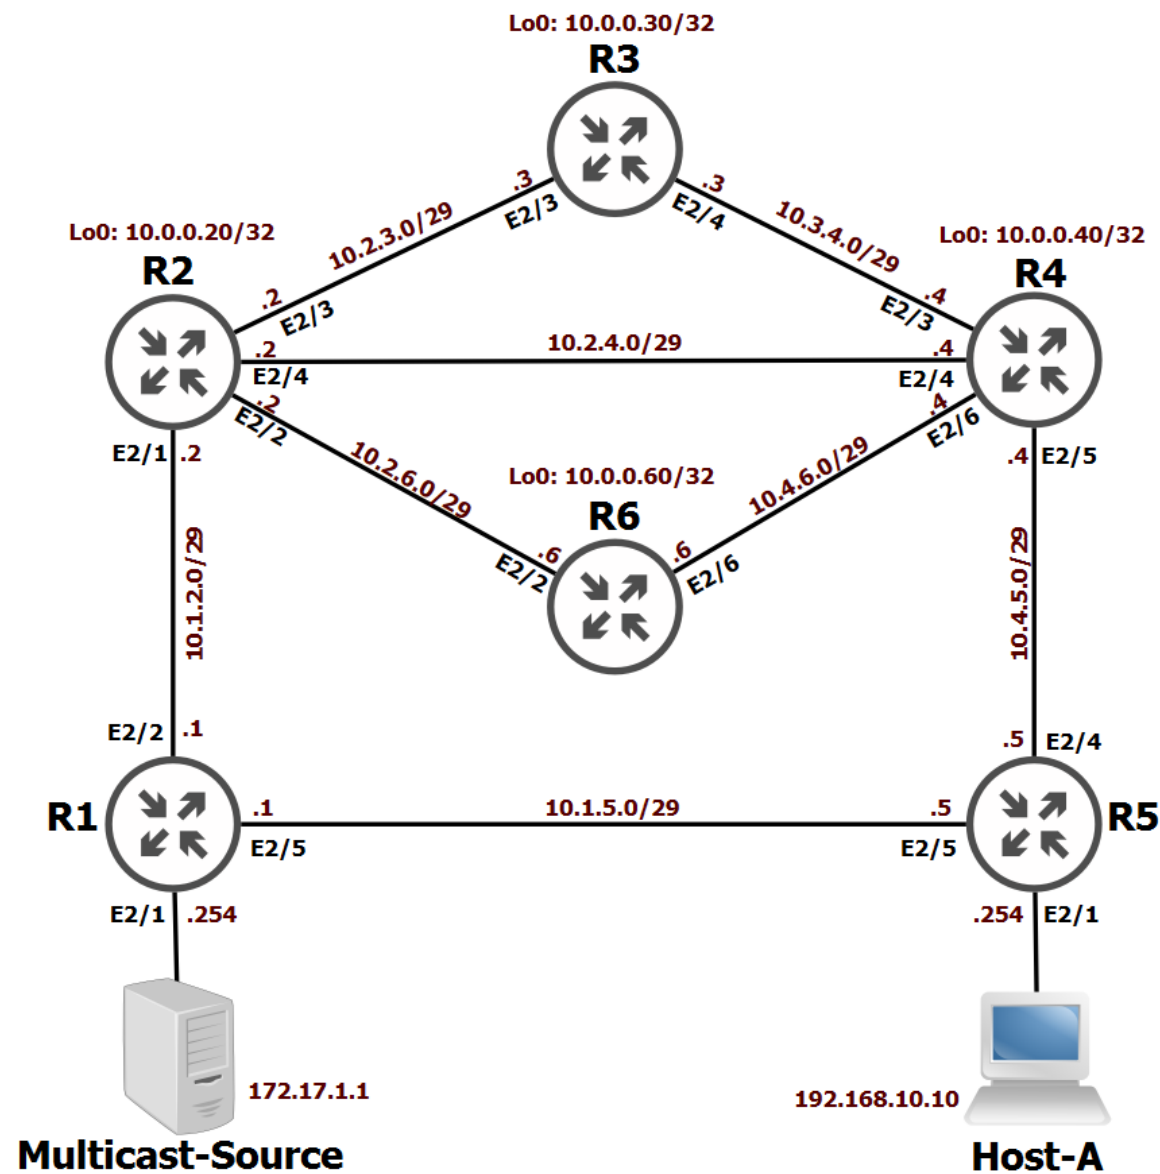 Lo0: 10.0.0.30/32
R3
.3
E2/3
.3
E2/4
10.2.3.0/29
10.3.4.0/29
Lo0: 10.0.0.20/32
R2
Lo0: 10.0.0.40/32
R4
.2
E2/3
.4
E2/3
.2
E2/4
10.2.4.0/29
.4
E2/4
.2
E2/2
.4
E2/6
E2/1
.2
10.2.6.0/29
10.4.6.0/29
.4
E2/5
Lo0: 10.0.0.60/32
R6
.6
E2/2
.6
E2/6
10.1.2.0/29
10.4.5.0/29
E2/2
.1
.5
E2/4
R1
.1
E2/5
10.1.5.0/29
.5
E2/5
R5
E2/1
.254
.254
E2/1
172.17.1.1
192.168.10.10
Multicast-Source
Host-A